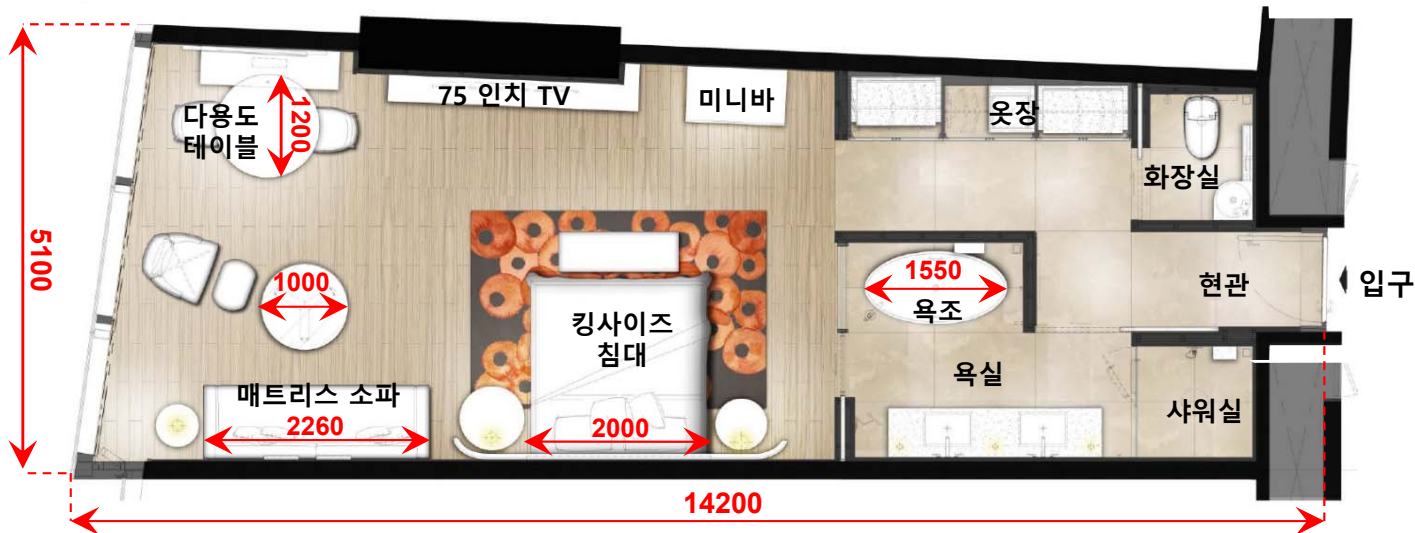 75 인치 TV
미니바
옷장
다용도
테이블
1200
화장실
5100
1000
1550
욕조
현관
입구
킹사이즈
침대
욕실
매트리스 소파
2260
2000
샤워실
14200